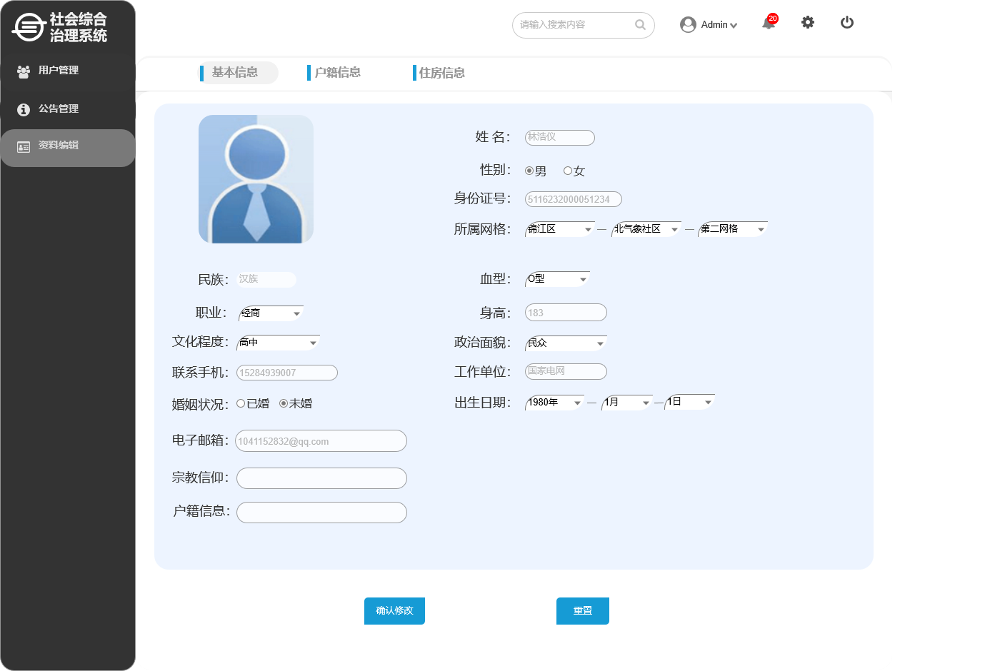 社会综合
治理系统
请输入搜索内容
Admin
20
用户管理
公告管理
资料编辑
基本信息
户籍信息
住房信息
姓 名：
林浩仪
性别：
男
女
身份证号：
5116232000051234
所属网格：
锦江区
—
北气象社区
—
第二网格
民族：
汉族
血型：
O型
职业：
经商
身高：
183
文化程度：
高中
政治面貌：
民众
联系手机：
15284939007
工作单位：
国家电网
婚姻状况：
已婚
未婚
出生日期：
1980年
—
1月
—
1日
电子邮箱：
1041152832@qq.com
宗教信仰：
户籍信息：
确认修改
重置